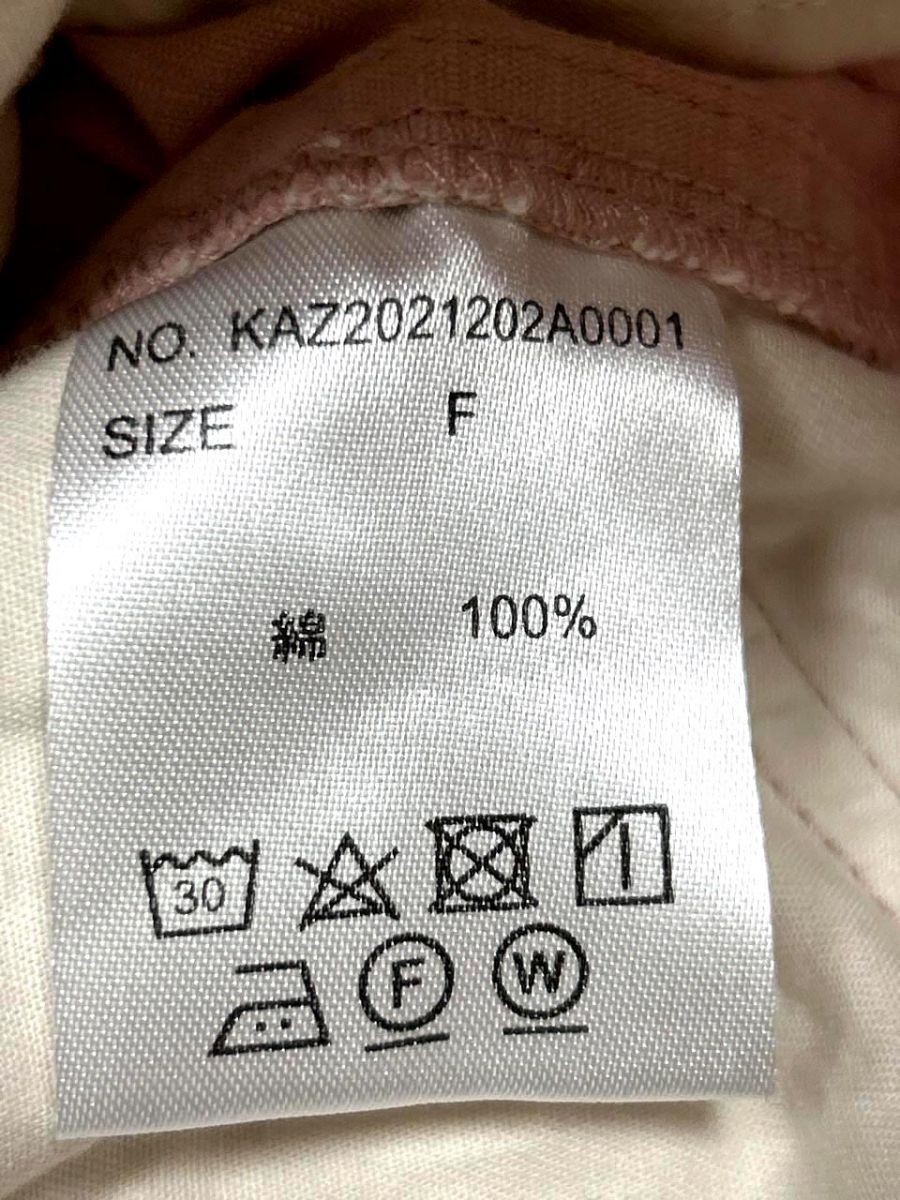 NO. KAZ2021202A0001
SIZE F
綿 100%
30
F W